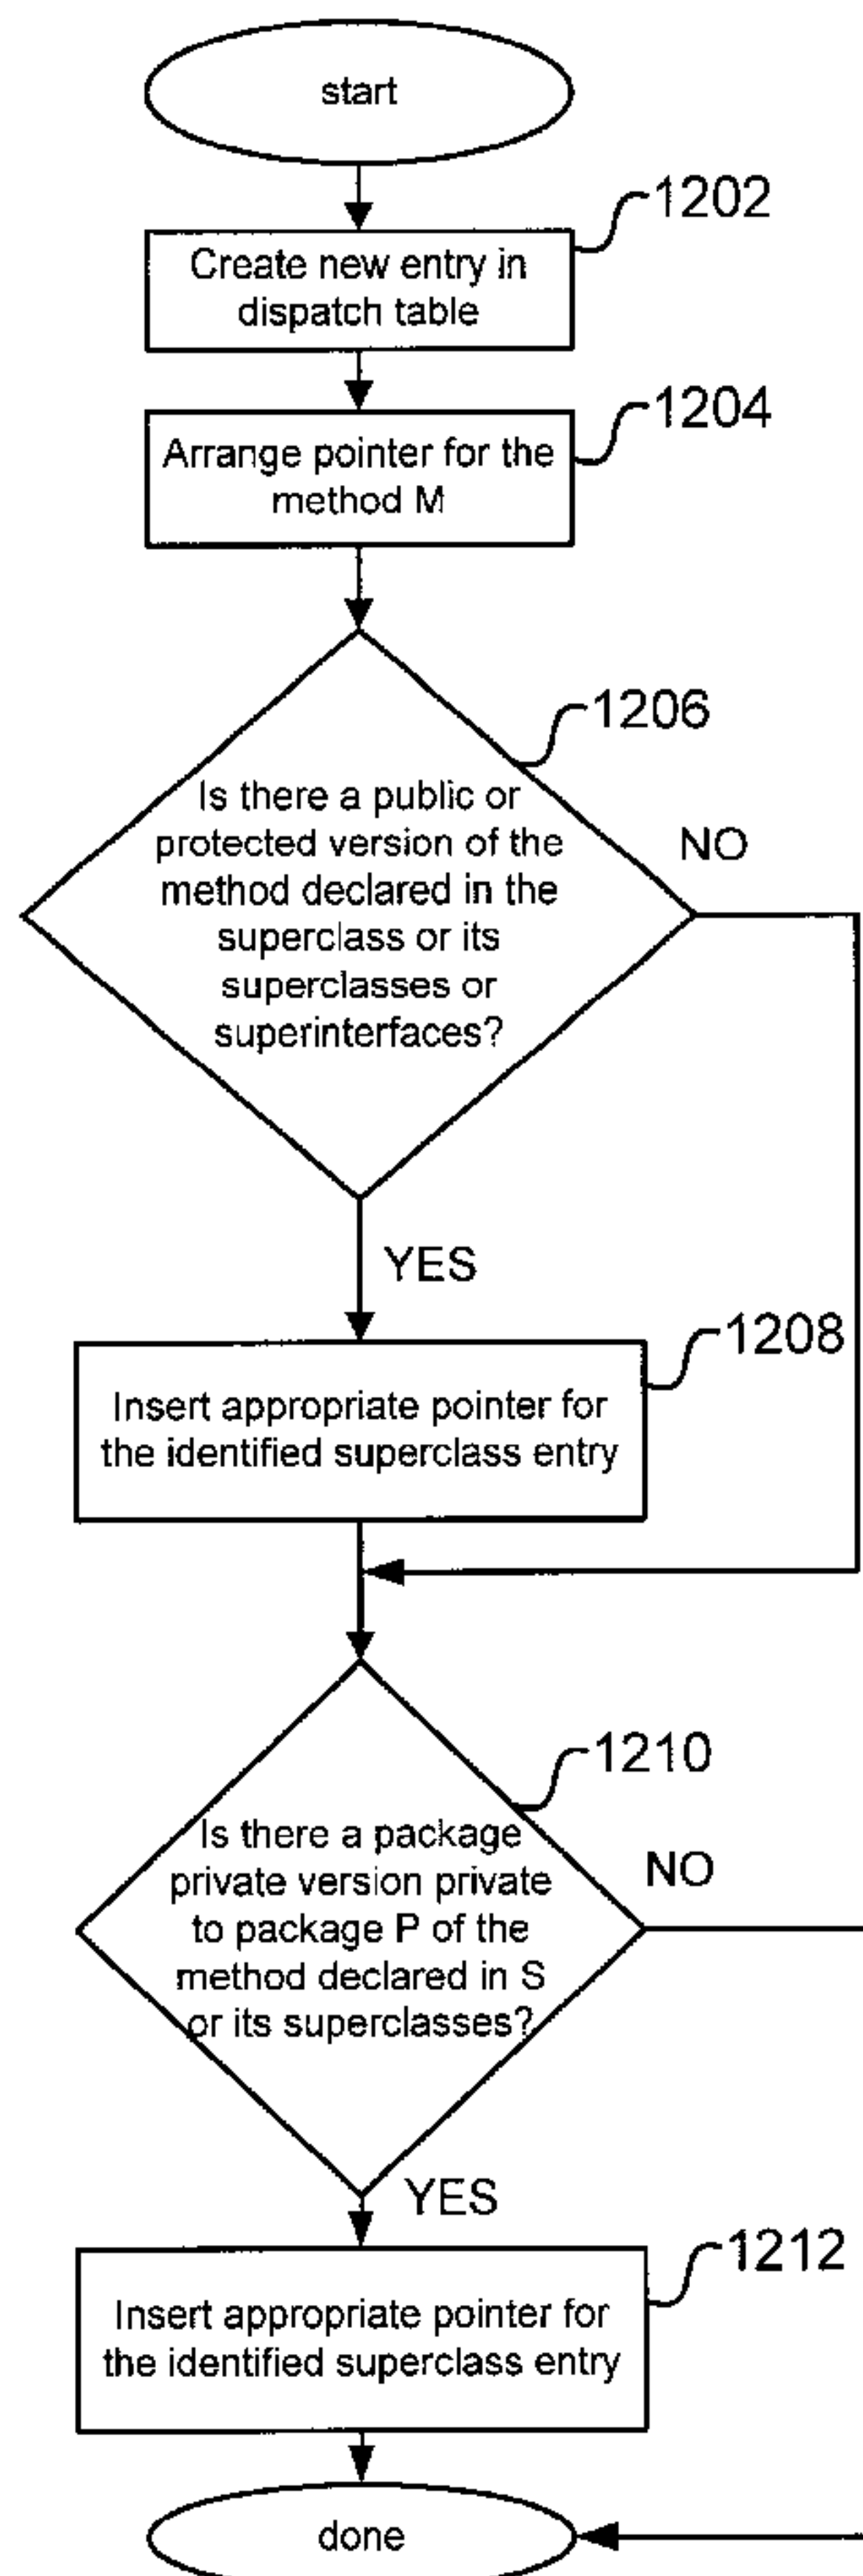 start
1202
Create new entry in
dispatch table
1204
Arrange pointer for the
method M
1206
Is there a public or
protected version of the
method declared in the
superclass or its
superclasses or
superinterfaces?
NO
YES
1208
Insert appropriate pointer for
the identified superclass entry
1210
Is there a package
private version private
to package P of the
method declared in S
or its superclasses?
NO
YES
1212
Insert appropriate pointer for
the identified superclass entry
done